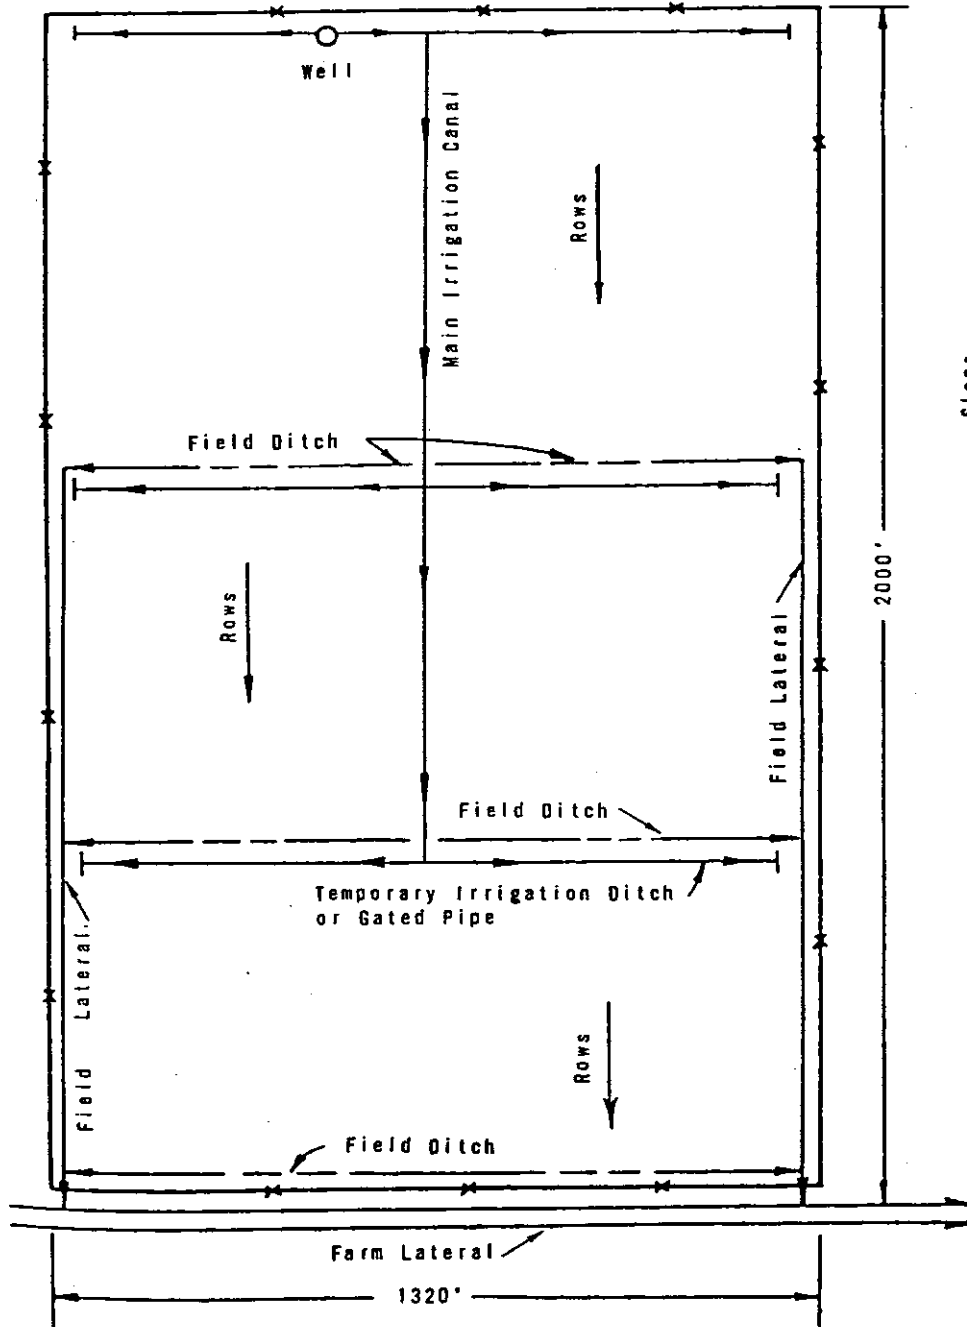 Well
Main Irrigation Canal
Rows
Field Ditch
2000'
Rows
Field Lateral
Field Ditch
Temporary Irrigation Ditch
or Gated Pipe
Field Lateral
Rows
Field Ditch
Farm Lateral
1320'